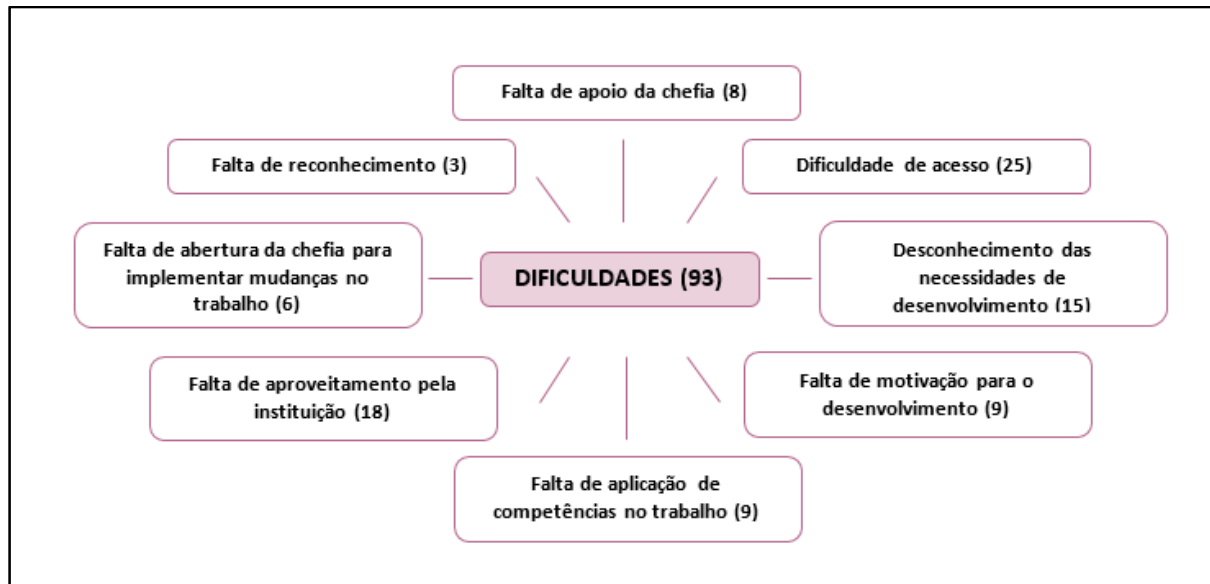 Falta de apoio da chefia (8)
Falta de reconhecimento (3)
Dificuldade de acesso (25)
Falta de abertura da chefia para
implementar mudanças no
trabalho (6)
DIFICULDADES (93)
Desconhecimento das
necessidades de
desenvolvimento (15)
Falta de aproveitamento pela
instituição (18)
Falta de motivação para o
desenvolvimento (9)
Falta de aplicação de
competências no trabalho (9)